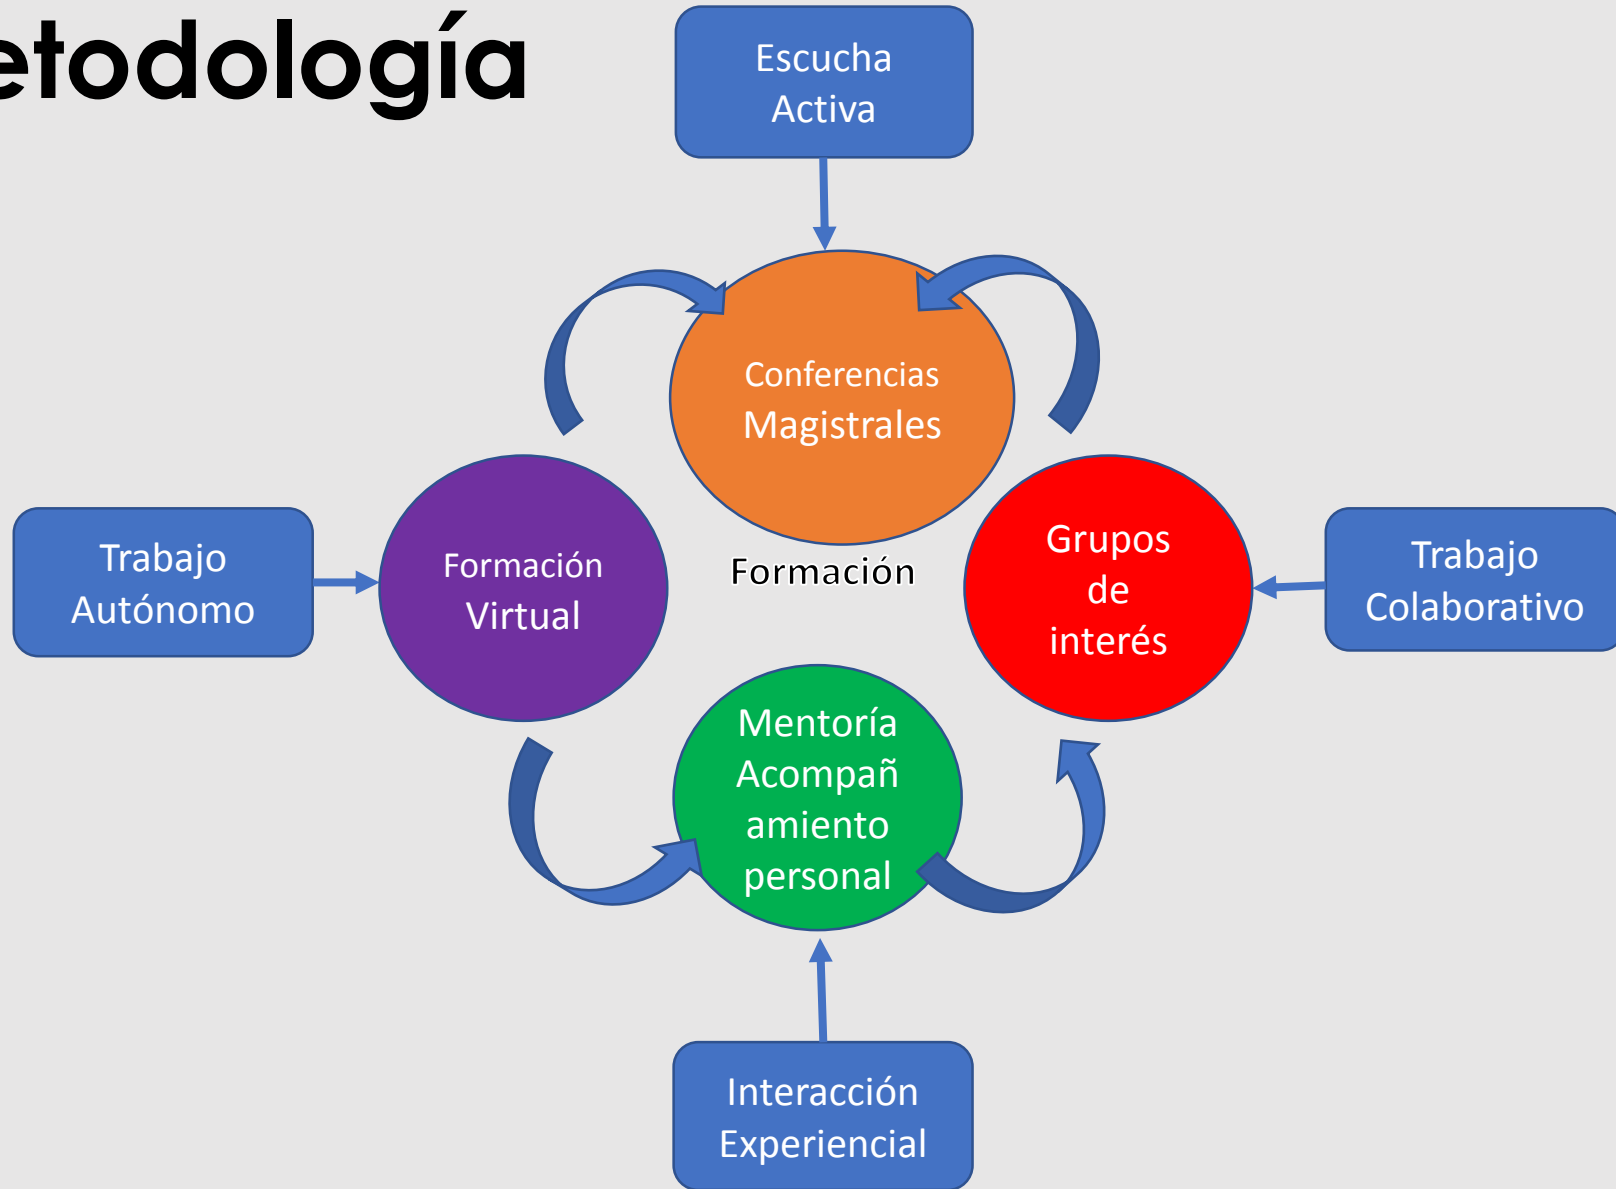 etodología
Escucha
Activa
Conferencias
Magistrales
Formación
Trabajo
Autónomo
Formación
Virtual
Grupos
de
interés
Trabajo
Colaborativo
Mentoría
Acompañ
amiento
personal
Interacción
Experiencial